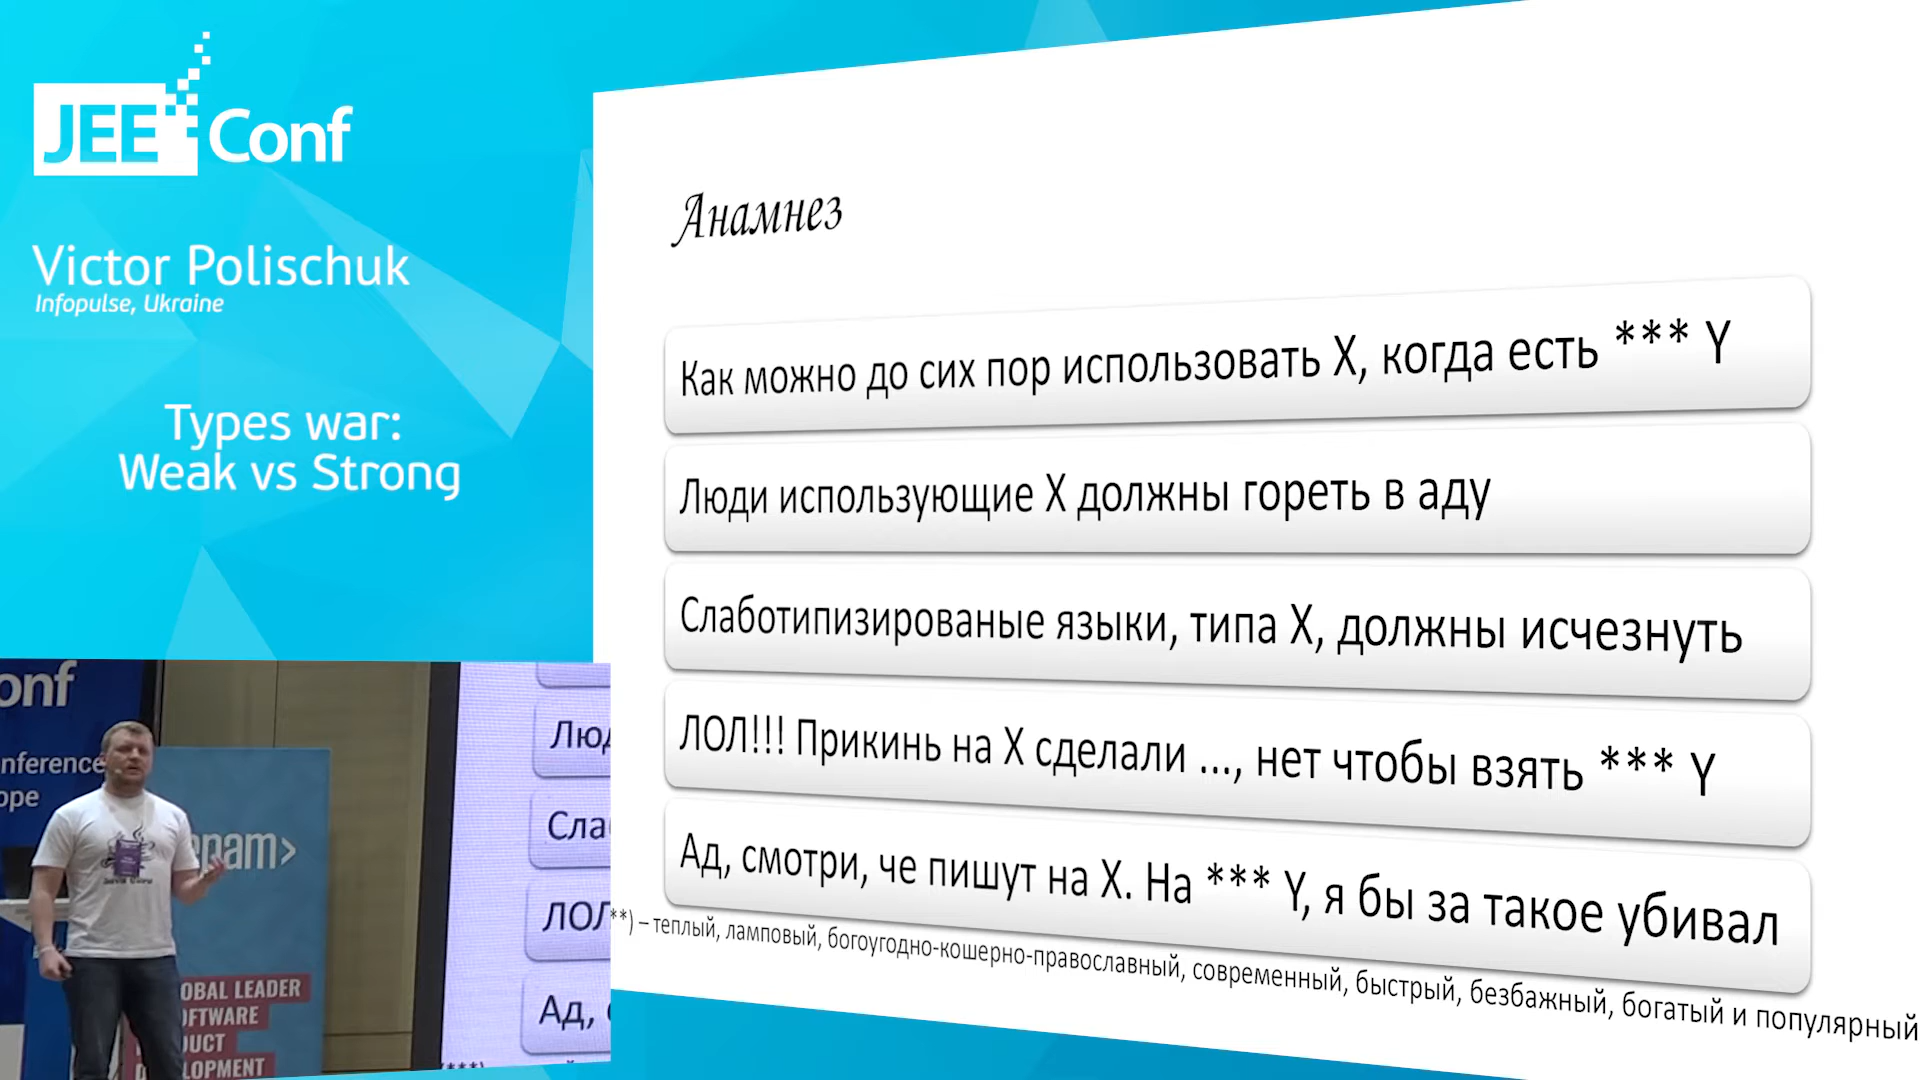 JEE Conf
Victor Polischuk
Infopulse, Ukraine
Types war:
Weak vs Strong
Анамнез
Как можно до сих пор использовать X, когда есть *** Y
Люди использующие X должны гореть в аду
Слаботипизированые языки, типа X, должны исчезнуть
ЛОЛ!!! Прикинь на X сделали ..., нет чтобы взять *** Y
Ад, смотри, че пишут на X. На *** Y, я бы за такое убивал
**) – теплый, ламповый, богоугодно-кошерно-православный, современный, быстрый, безбажный, богатый и популярный
onf
nference
ope
epam>
OBAL LEADER
OFTWARE
DUCT
LOPMENT
Люд
Сла
ЛОЛ
Ад,